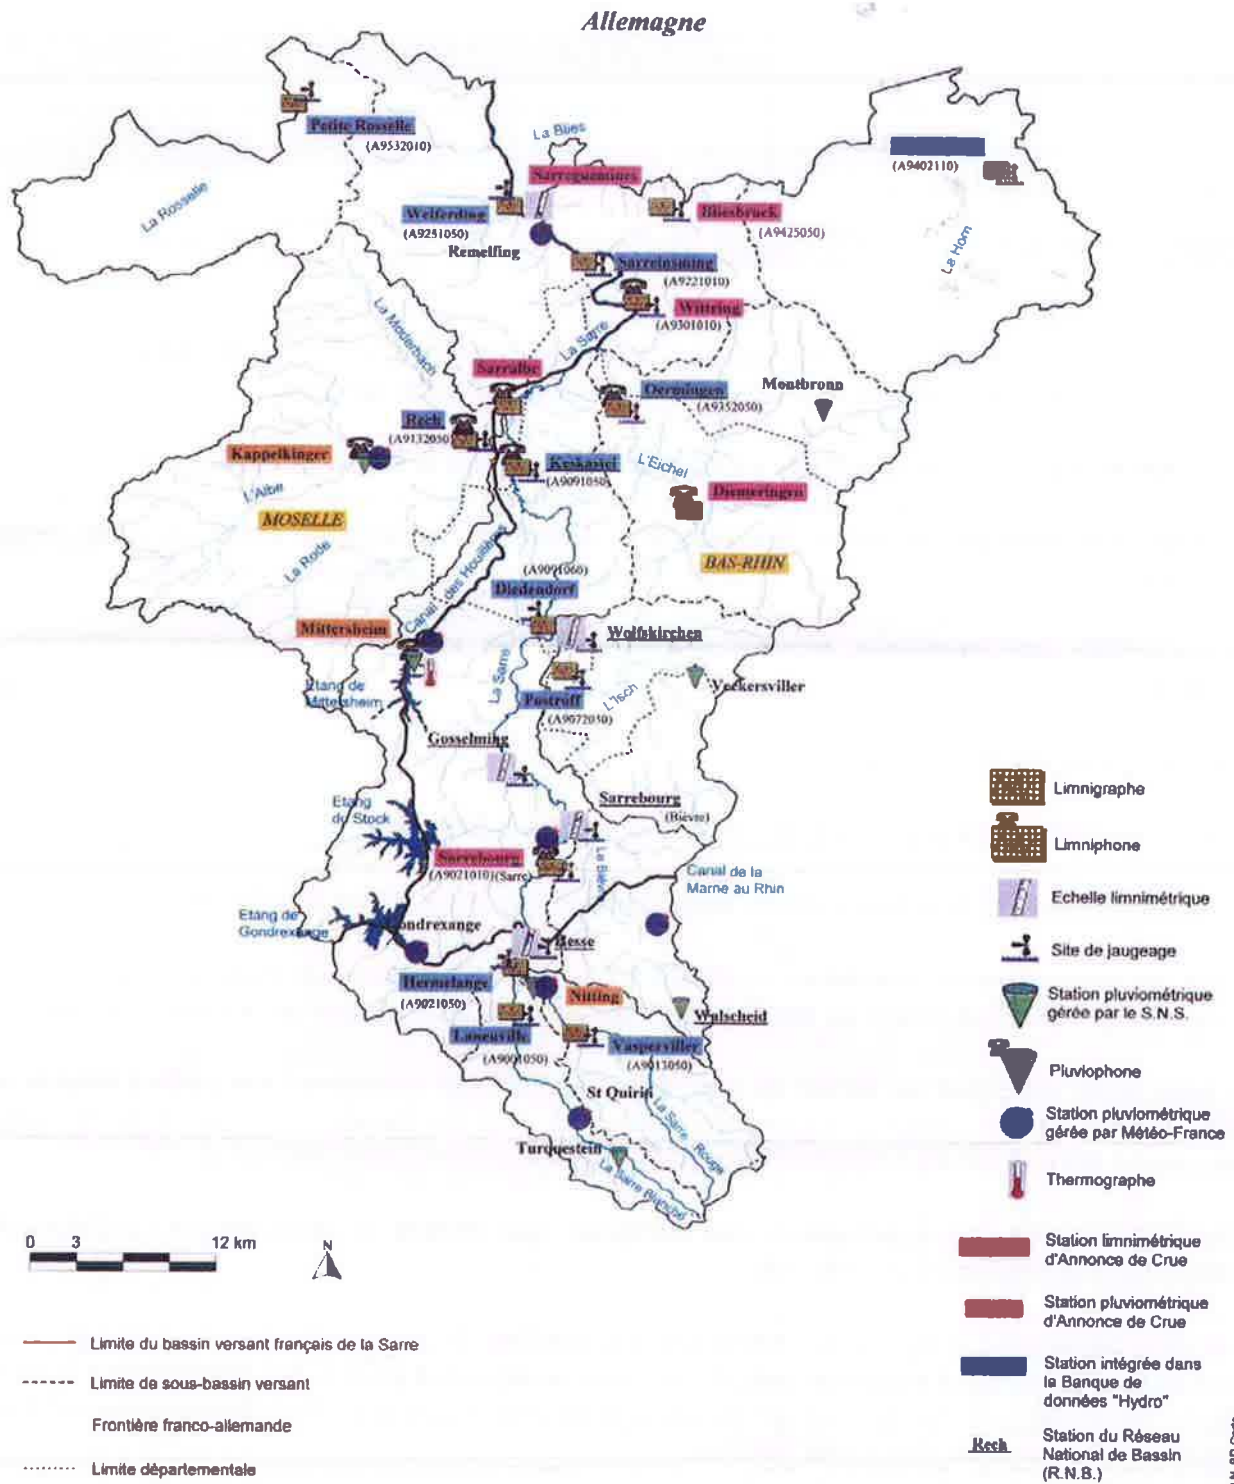 Allemagne
Petite Rosselle
(A9532010)
La Blies
(A9402110)
Sarreguemines
La Rosselle
Welferding
(A9251050)
Bliesbruck
(A9425050)
Remelfing
La Horn
Sarreinsming
(A9221010)
Wittring
(A9301010)
La Moderbach
La Sarre
Sarralbe
Oermingen
(A9352050)
Montbronn
Rech
(A9132050)
Kappelkinger
Keskastel
(A9091050)
L'Eichel
L'Albe
Diemeringen
MOSELLE
La Rode
Canal des Houillères
BAS-RHIN
(A9091060)
Diedendorf
Mittersheim
Wolfskirchen
La Sarre
Etang de
Mittersheim
Postroff
(A9072050)
L'Isch
Veckersviller
Gosselming
Etang
du Stock
Sarrebourg
(Bièvre)
Sarrebourg
(A9021010)(Sarre)
La Bièvre
Canal de la
Marne au Rhin
Etang de
Gondrexange
Gondrexange
Hesse
Hermelange
(A9021050)
Nitting
Laneuville
(A9001050)
Walscheid
Vasperviller
(A9013050)
St Quirin
La Sarre Rouge
Turquestein
La Sarre Blanche
Limnigraphe
Limniphone
Echelle limnimétrique
Site de jaugeage
Station pluviométrique
gérée par le S.N.S.
Pluviophone
Station pluviométrique
gérée par Météo-France
Thermographe
Station limnimétrique
d'Annonce de Crue
Station pluviométrique
d'Annonce de Crue
Station intégrée dans
la Banque de
données "Hydro"
Rech
Station du Réseau
National de Bassin
(R.N.B.)
0 3 12 km
N
Limite du bassin versant français de la Sarre
Limite de sous-bassin versant
Frontière franco-allemande
Limite départementale